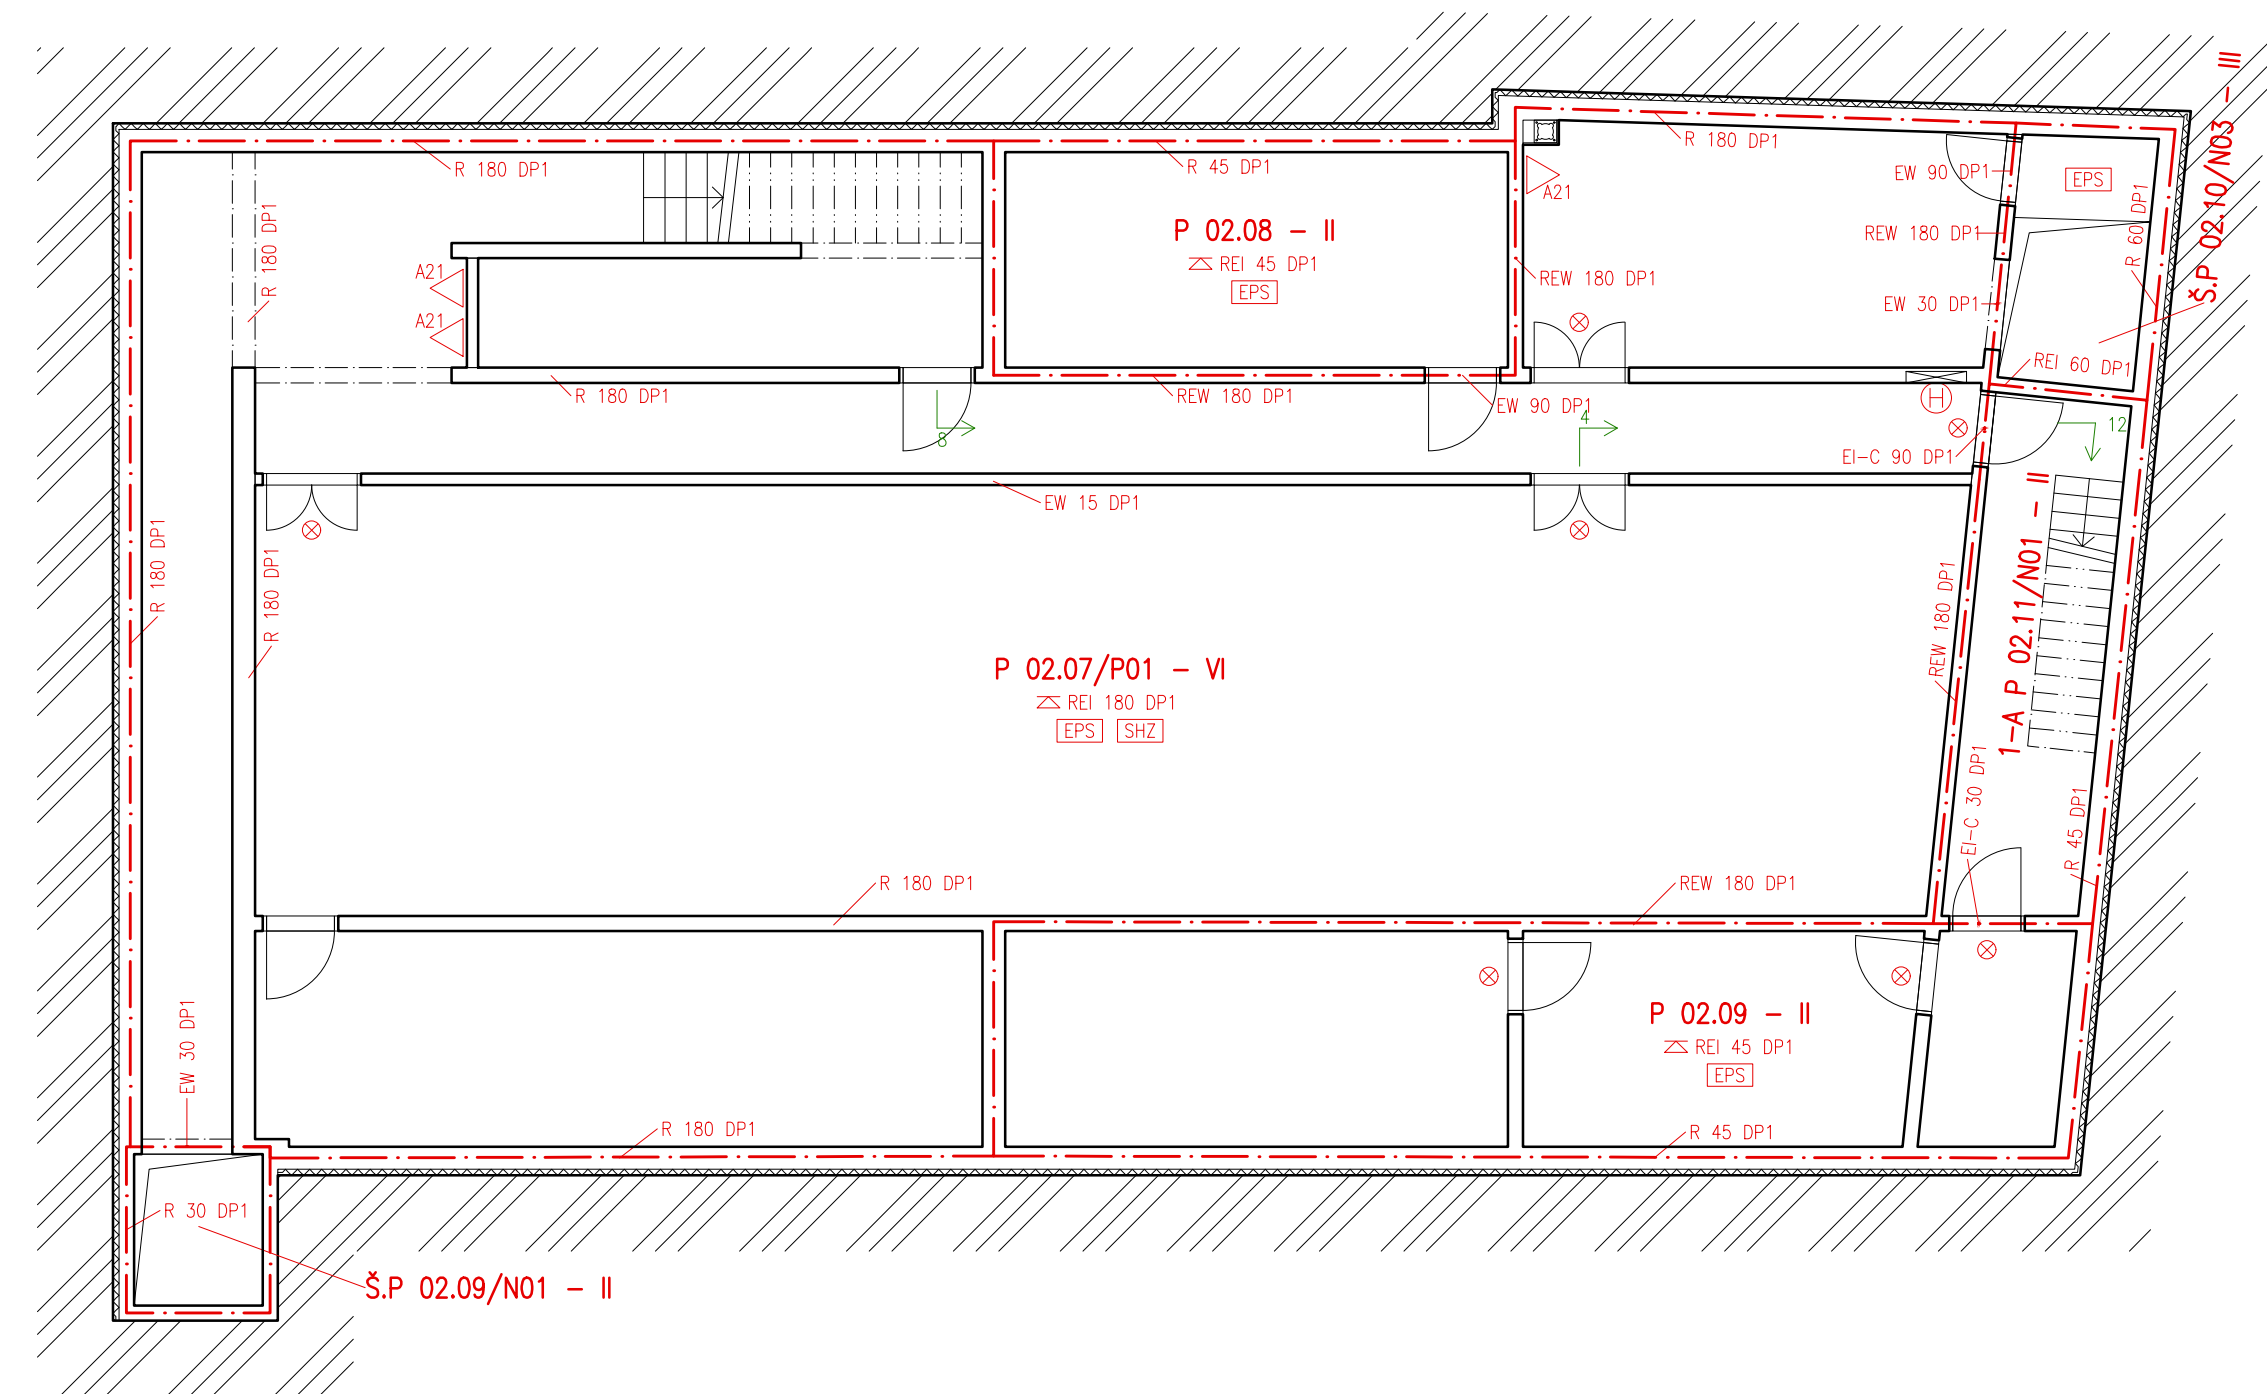 R 180 DP1
R 45 DP1
R 180 DP1
Š.P 02.10/N03 - III
EW 90 DP1
EPS
A21
R 180 DP1
P 02.08 - II
REI 45 DP1
EPS
REW 180 DP1
R 60 DP1
A21
A21
REW 180 DP1
EW 30 DP1
REI 60 DP1
R 180 DP1
REW 180 DP1
EW 90 DP1
H
4
8
12
EI-C 90 DP1
EW 15 DP1
R 180 DP1
R 180 DP1
REW 180 DP1
1-A P 02.11/N01 - II
P 02.07/P01 - VI
REI 180 DP1
EPS SHZ
EI-C 30 DP1
R 45 DP1
R 180 DP1
REW 180 DP1
EW 30 DP1
P 02.09 - II
REI 45 DP1
EPS
R 180 DP1
R 45 DP1
R 30 DP1
Š.P 02.09/N01 - II